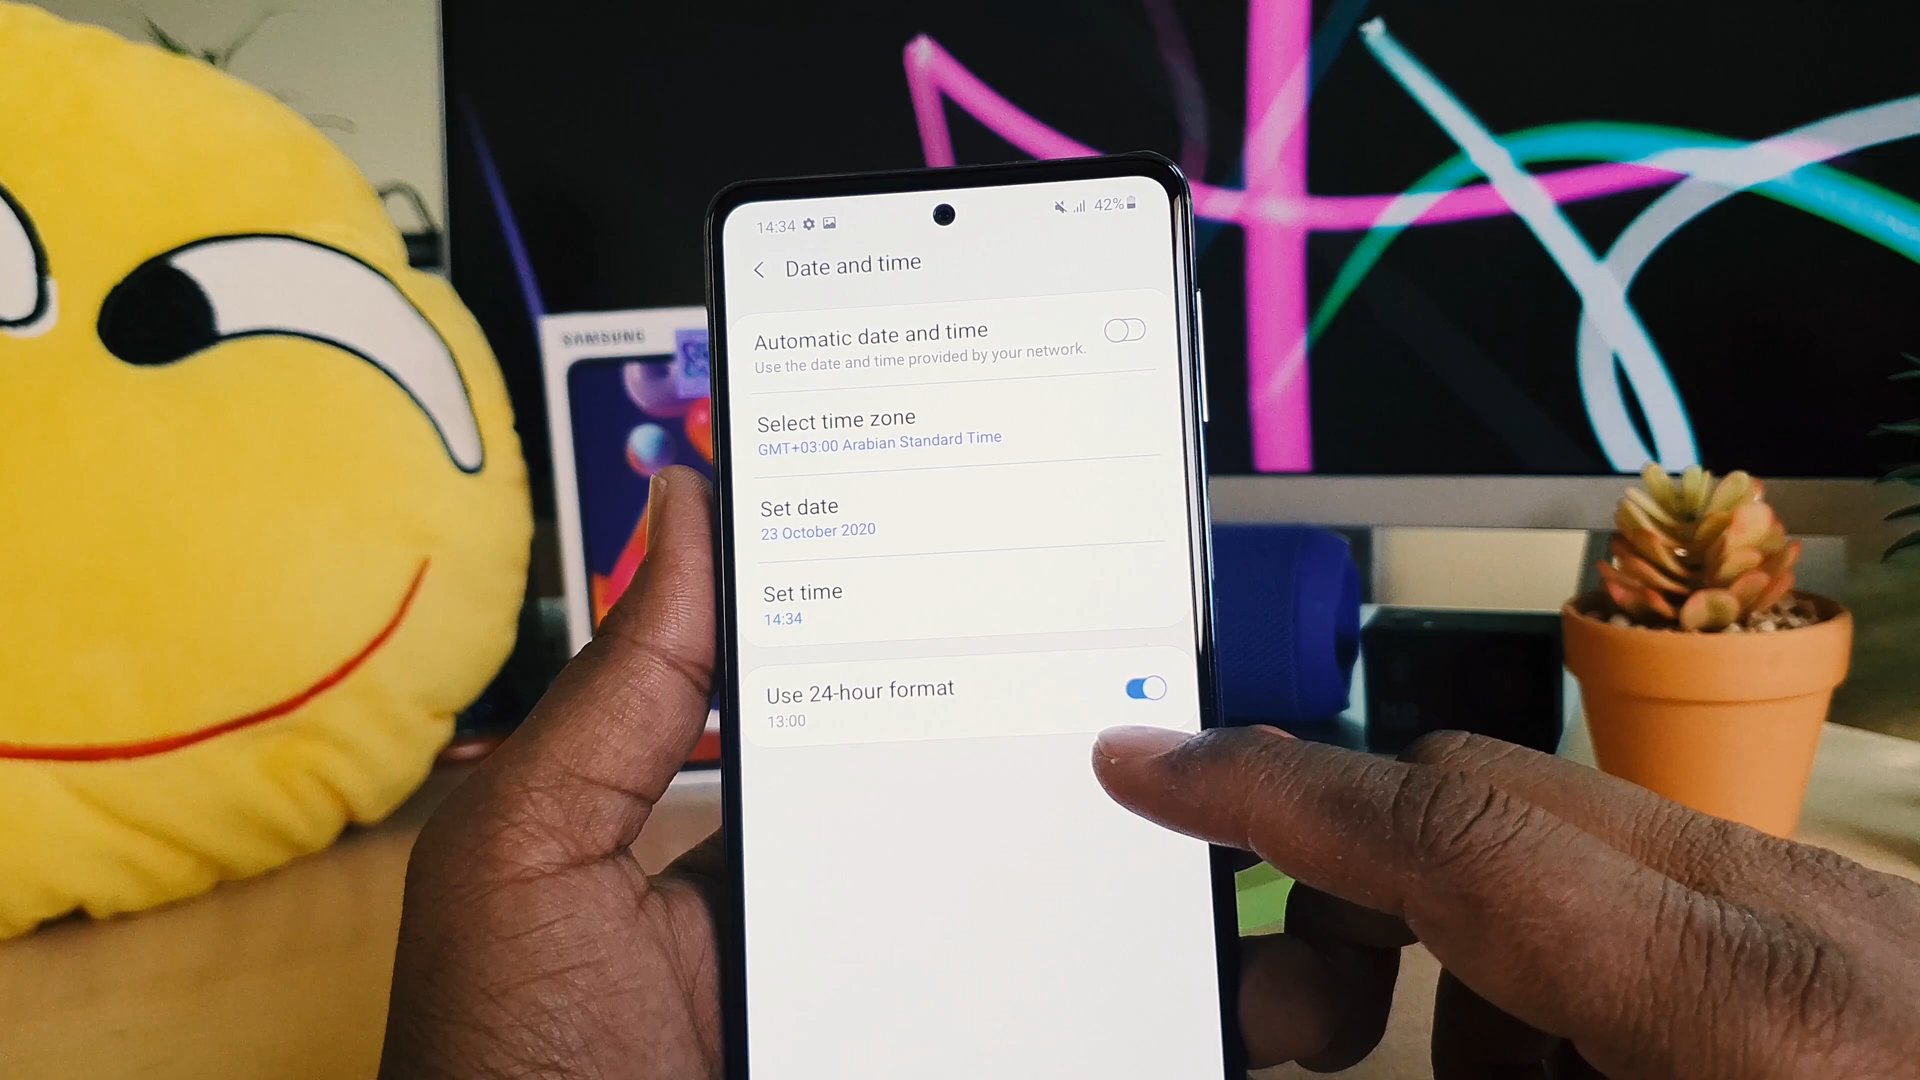 14:34
42%
Date and time
Automatic date and time
Use the date and time provided by your network.
Select time zone
GMT+03:00 Arabian Standard Time
Set date
23 October 2020
Set time
14:34
Use 24-hour format
13:00
SAMSUNG